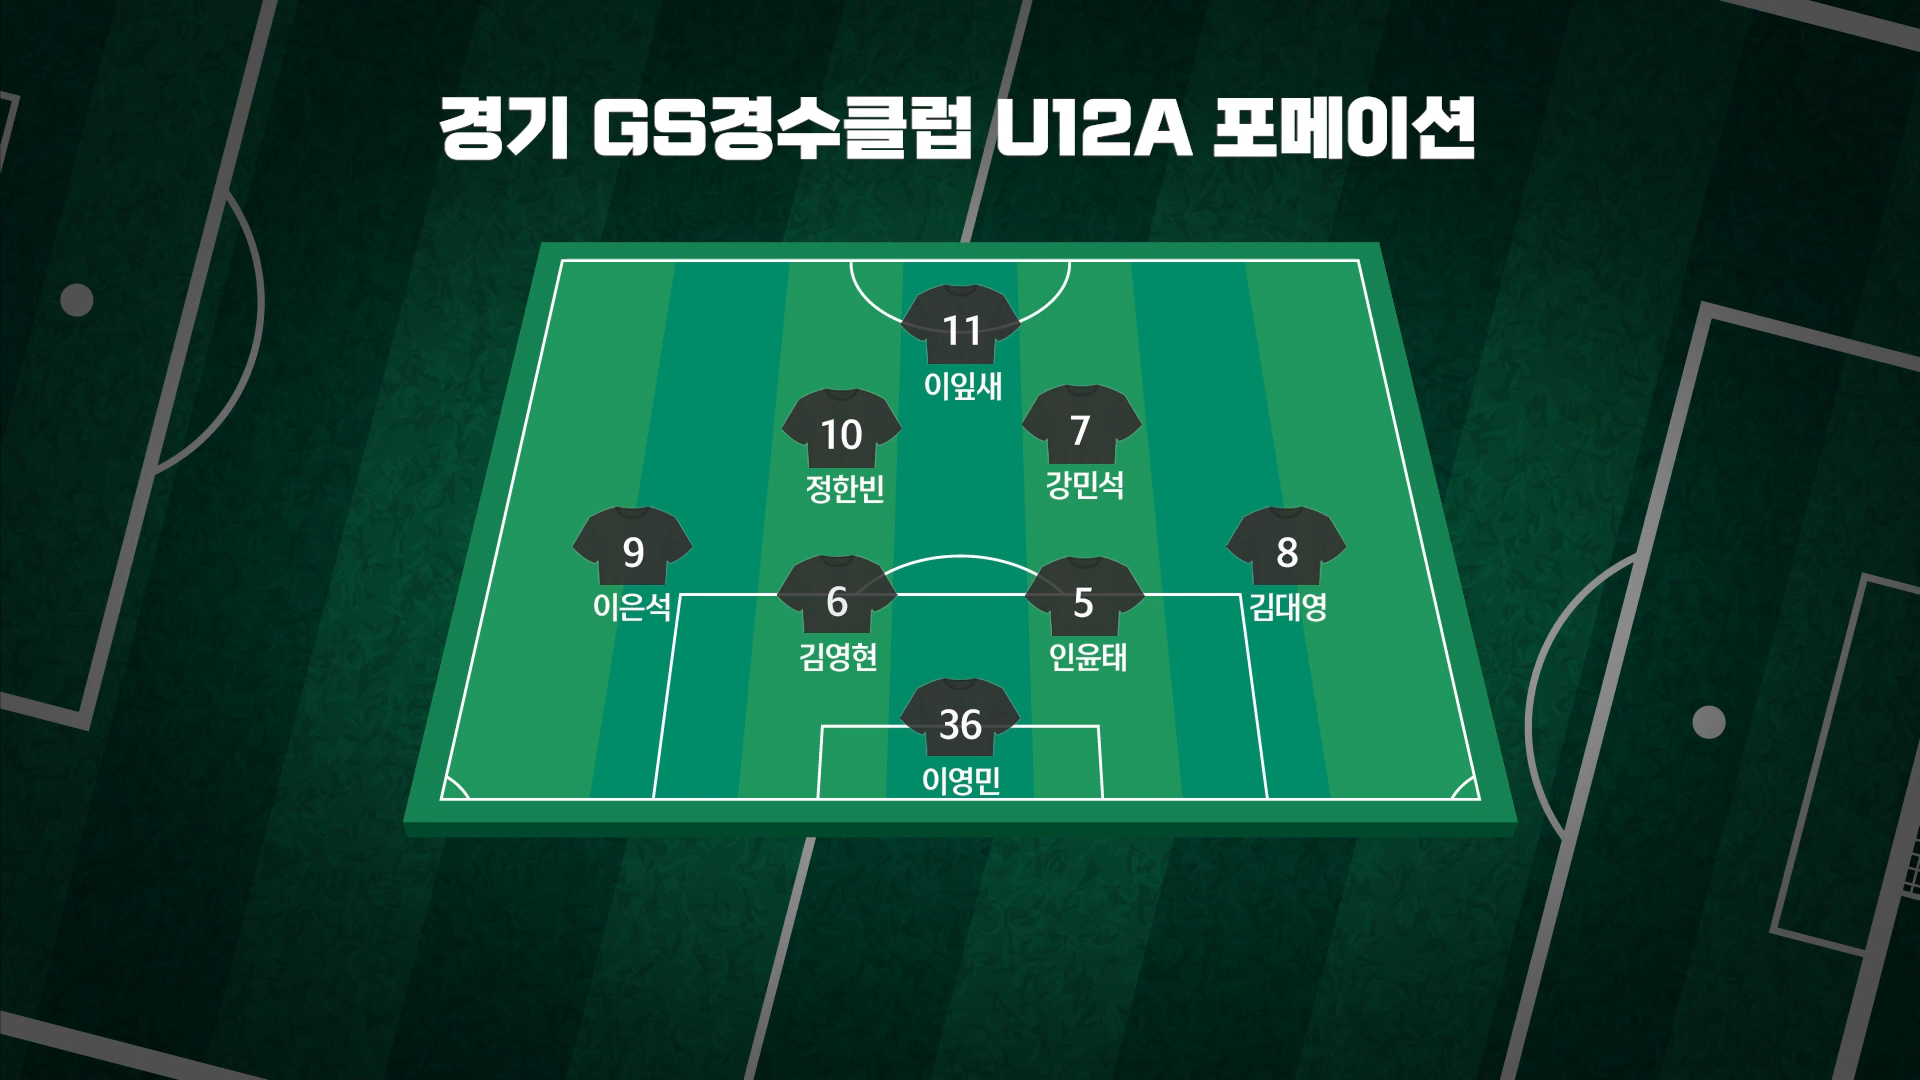 경기 GS경수클럽 U12A 포메이션
11
이잎새
10
정한빈
7
강민석
9
이은석
8
김대영
6
김영현
5
인윤태
36
이영민